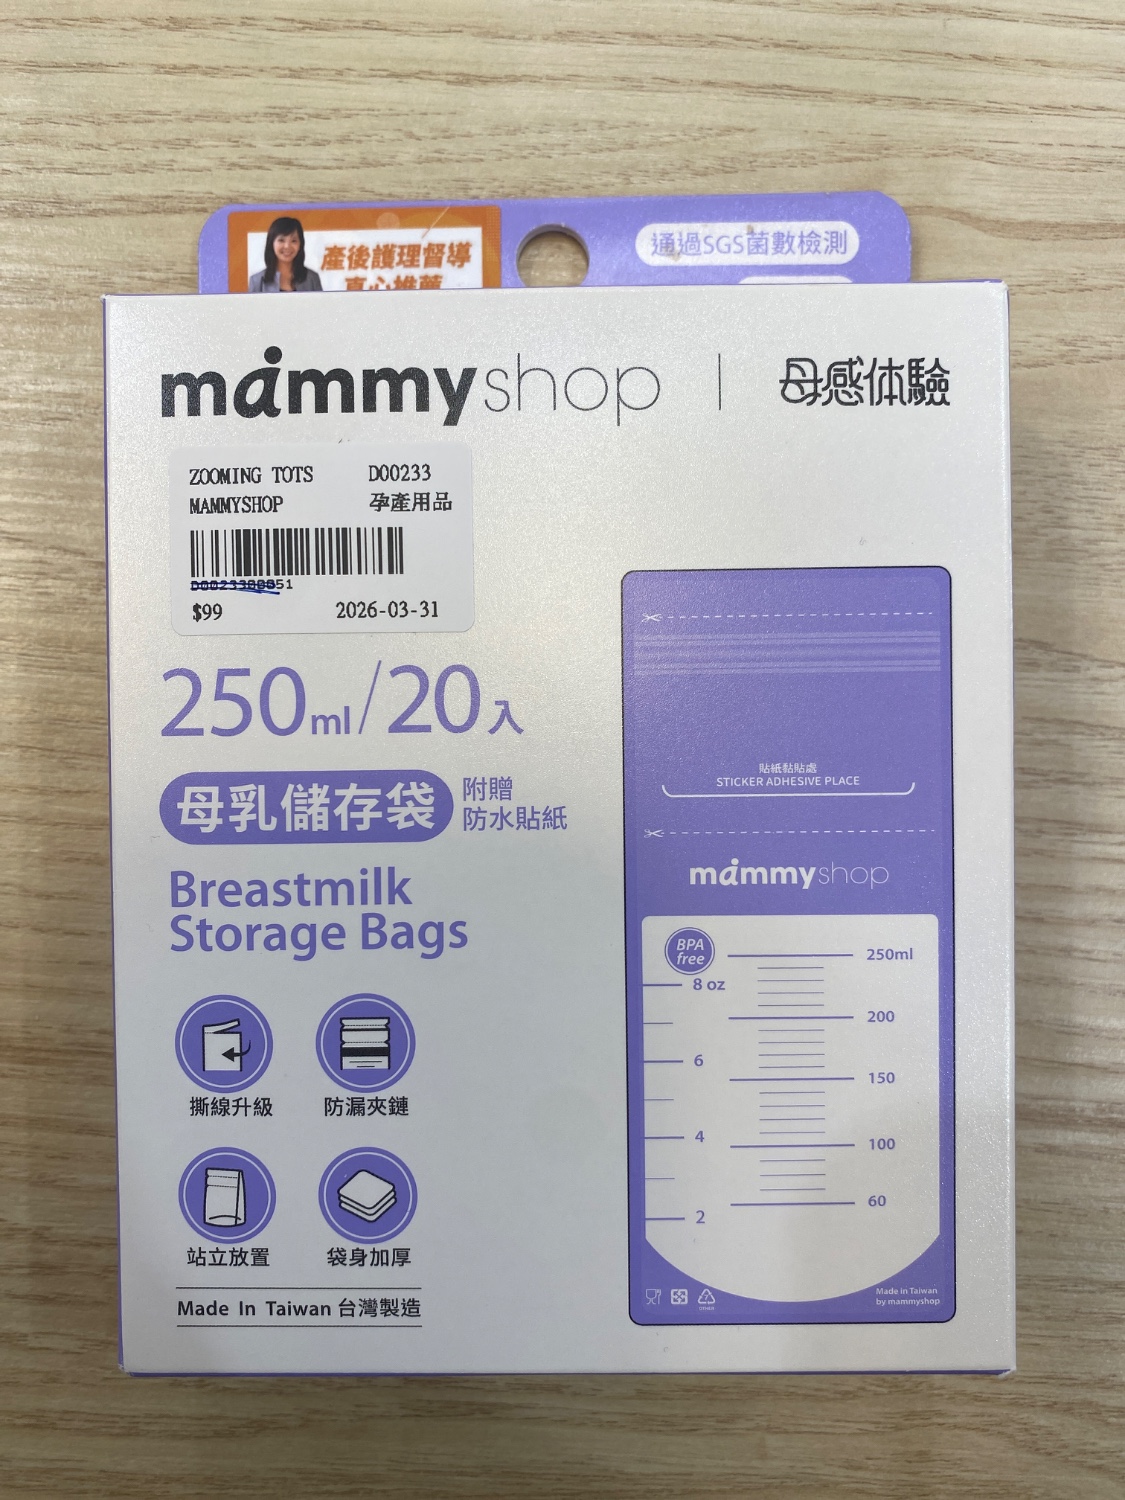 產後護理督導
真心推薦
通過SGS菌數檢測
mammyshop | 母感体驗
ZOOMING TOTS D00233
MAMMYSHOP 孕產用品
D0023300051
$99 2026-03-31
250ml/20入
母乳儲存袋
附贈
防水貼紙
Breastmilk
Storage Bags
撕線升級
防漏夾鏈
站立放置
袋身加厚
Made In Taiwan 台灣製造
貼紙黏貼處
STICKER ADHESIVE PLACE
mammyshop
BPA
free
250ml
8 oz
200
6
150
4
100
60
2
Made in Taiwan
by mammyshop